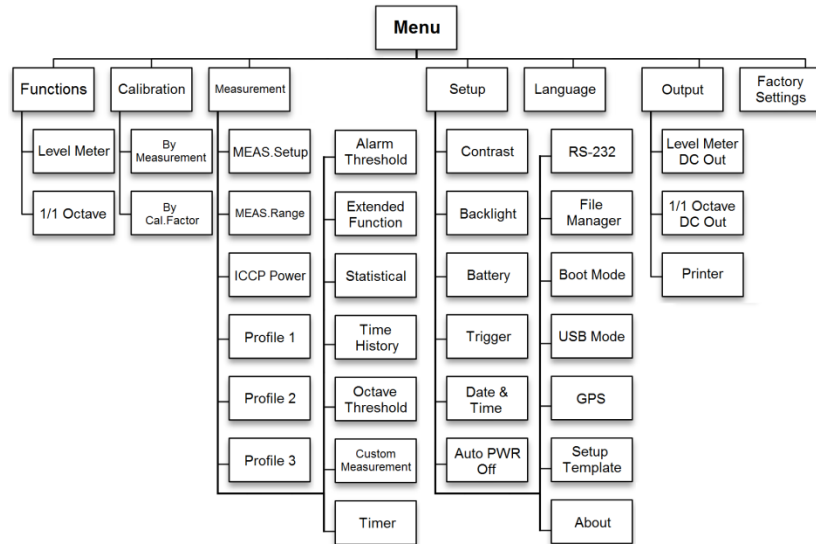 Menu
Functions
Calibration
Measurement
Setup
Language
Output
Factory
Settings
Level Meter
1/1 Octave
By
Measurement
By
Cal.Factor
MEAS.Setup
MEAS.Range
ICCP Power
Profile 1
Profile 2
Profile 3
Alarm
Threshold
Extended
Function
Statistical
Time
History
Octave
Threshold
Custom
Measurement
Timer
Contrast
Backlight
Battery
Trigger
Date &
Time
Auto PWR
Off
RS-232
File
Manager
Boot Mode
USB Mode
GPS
Setup
Template
About
Level Meter
DC Out
1/1 Octave
DC Out
Printer